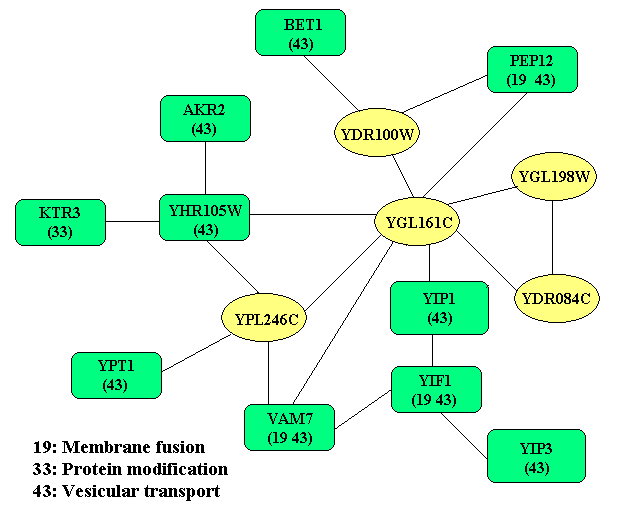 BET1
(43)
PEP12
(19 43)
AKR2
(43)
YDR100W
YGL198W
KTR3
(33)
YHR105W
(43)
YGL161C
YIP1
(43)
YDR084C
YPL246C
YPT1
(43)
YIF1
(19 43)
VAM7
(19 43)
YIP3
(43)
19: Membrane fusion
33: Protein modification
43: Vesicular transport